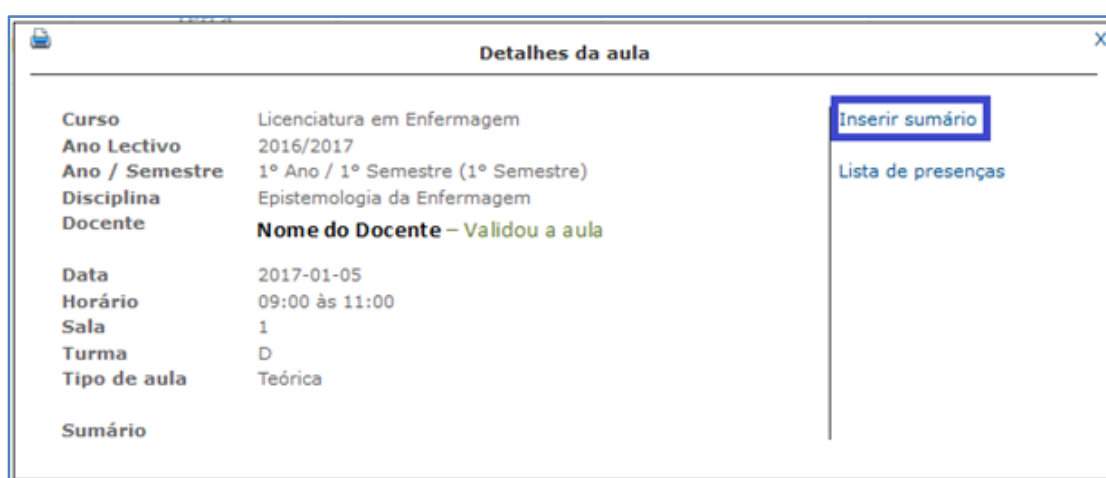 Detalhes da aula
X
Curso Licenciatura em Enfermagem
Ano Lectivo 2016/2017
Ano / Semestre 1º Ano / 1º Semestre (1º Semestre)
Disciplina Epistemologia da Enfermagem
Docente Nome do Docente – Validou a aula
Data 2017-01-05
Horário 09:00 às 11:00
Sala 1
Turma D
Tipo de aula Teórica
Sumário
Inserir sumário
Lista de presenças